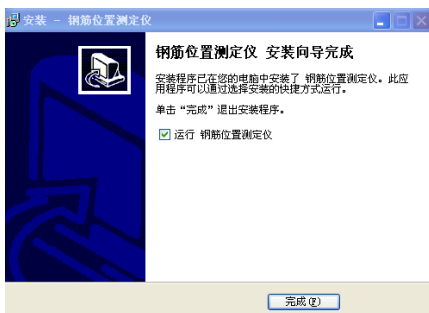 安装 - 钢筋位置测定仪
钢筋位置测定仪 安装向导完成
安装程序已在您的电脑中安装了 钢筋位置测定仪。此应
用程序可以通过选择安装的快捷方式运行。
单击“完成”退出安装程序。
运行 钢筋位置测定仪
完成(F)